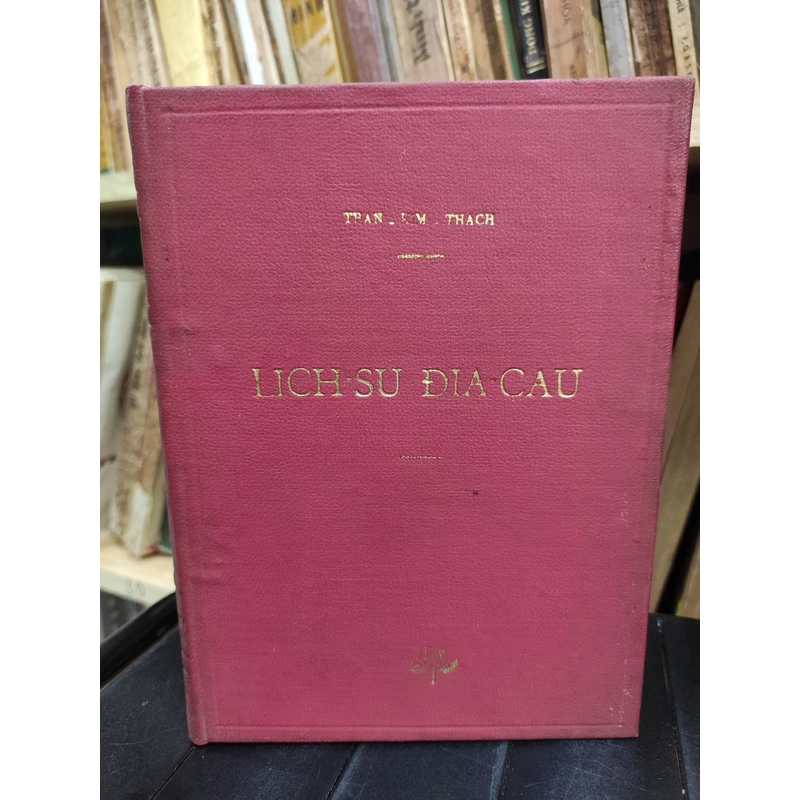 TRAN - KIM - THACH
LICH-SU ĐIA-CAU